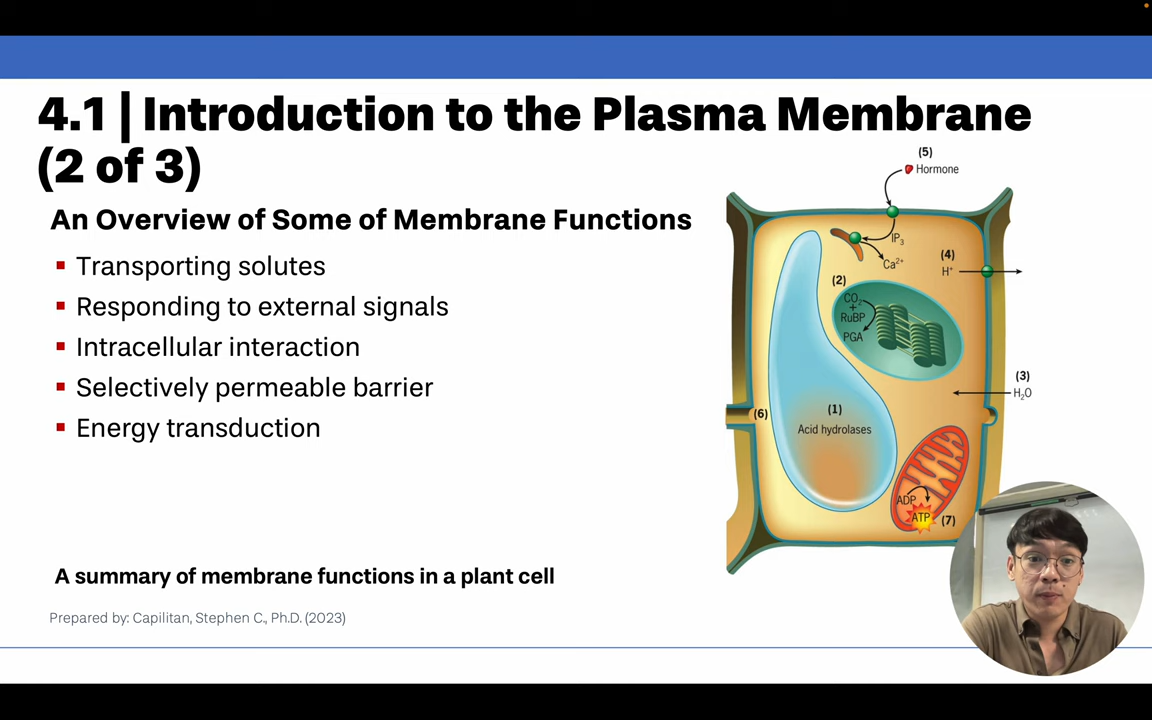 4.1 | Introduction to the Plasma Membrane
(2 of 3)
An Overview of Some of Membrane Functions
▪ Transporting solutes
▪ Responding to external signals
▪ Intracellular interaction
▪ Selectively permeable barrier
▪ Energy transduction
(5)
Hormone
IP₃
Ca²⁺
(4)
H⁺
(2)
CO₂
+
RuBP
PGA
(3)
H₂O
(6)
(1)
Acid hydrolases
ADP
ATP
(7)
A summary of membrane functions in a plant cell
Prepared by: Capilitan, Stephen C., Ph.D. (2023)